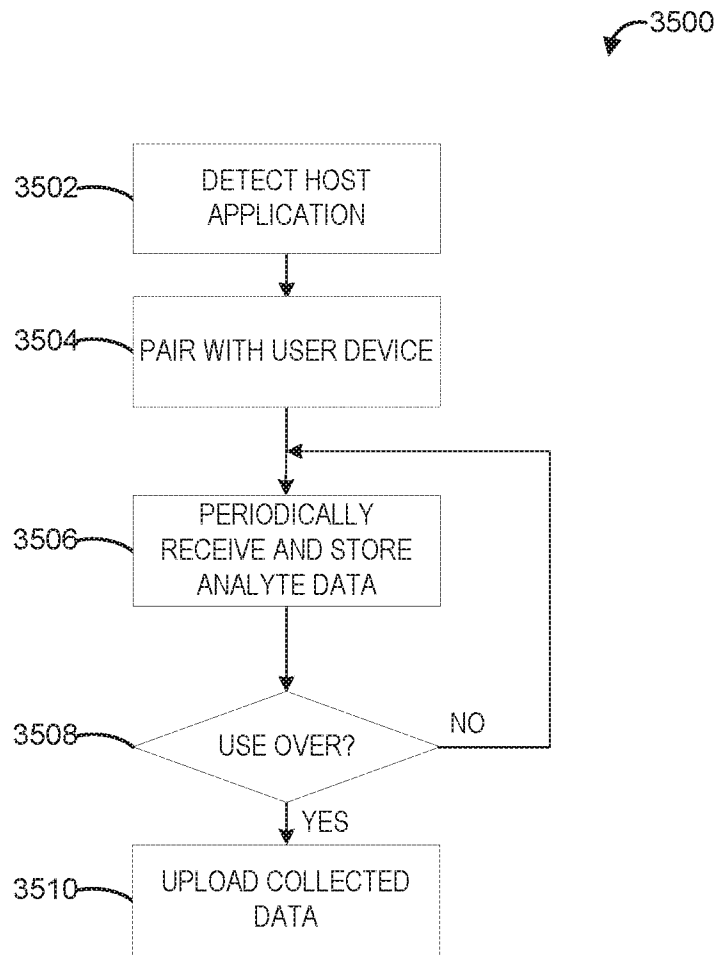 3500
3502
DETECT HOST
APPLICATION
3504
PAIR WITH USER DEVICE
3506
PERIODICALLY
RECEIVE AND STORE
ANALYTE DATA
3508
USE OVER?
NO
YES
3510
UPLOAD COLLECTED
DATA